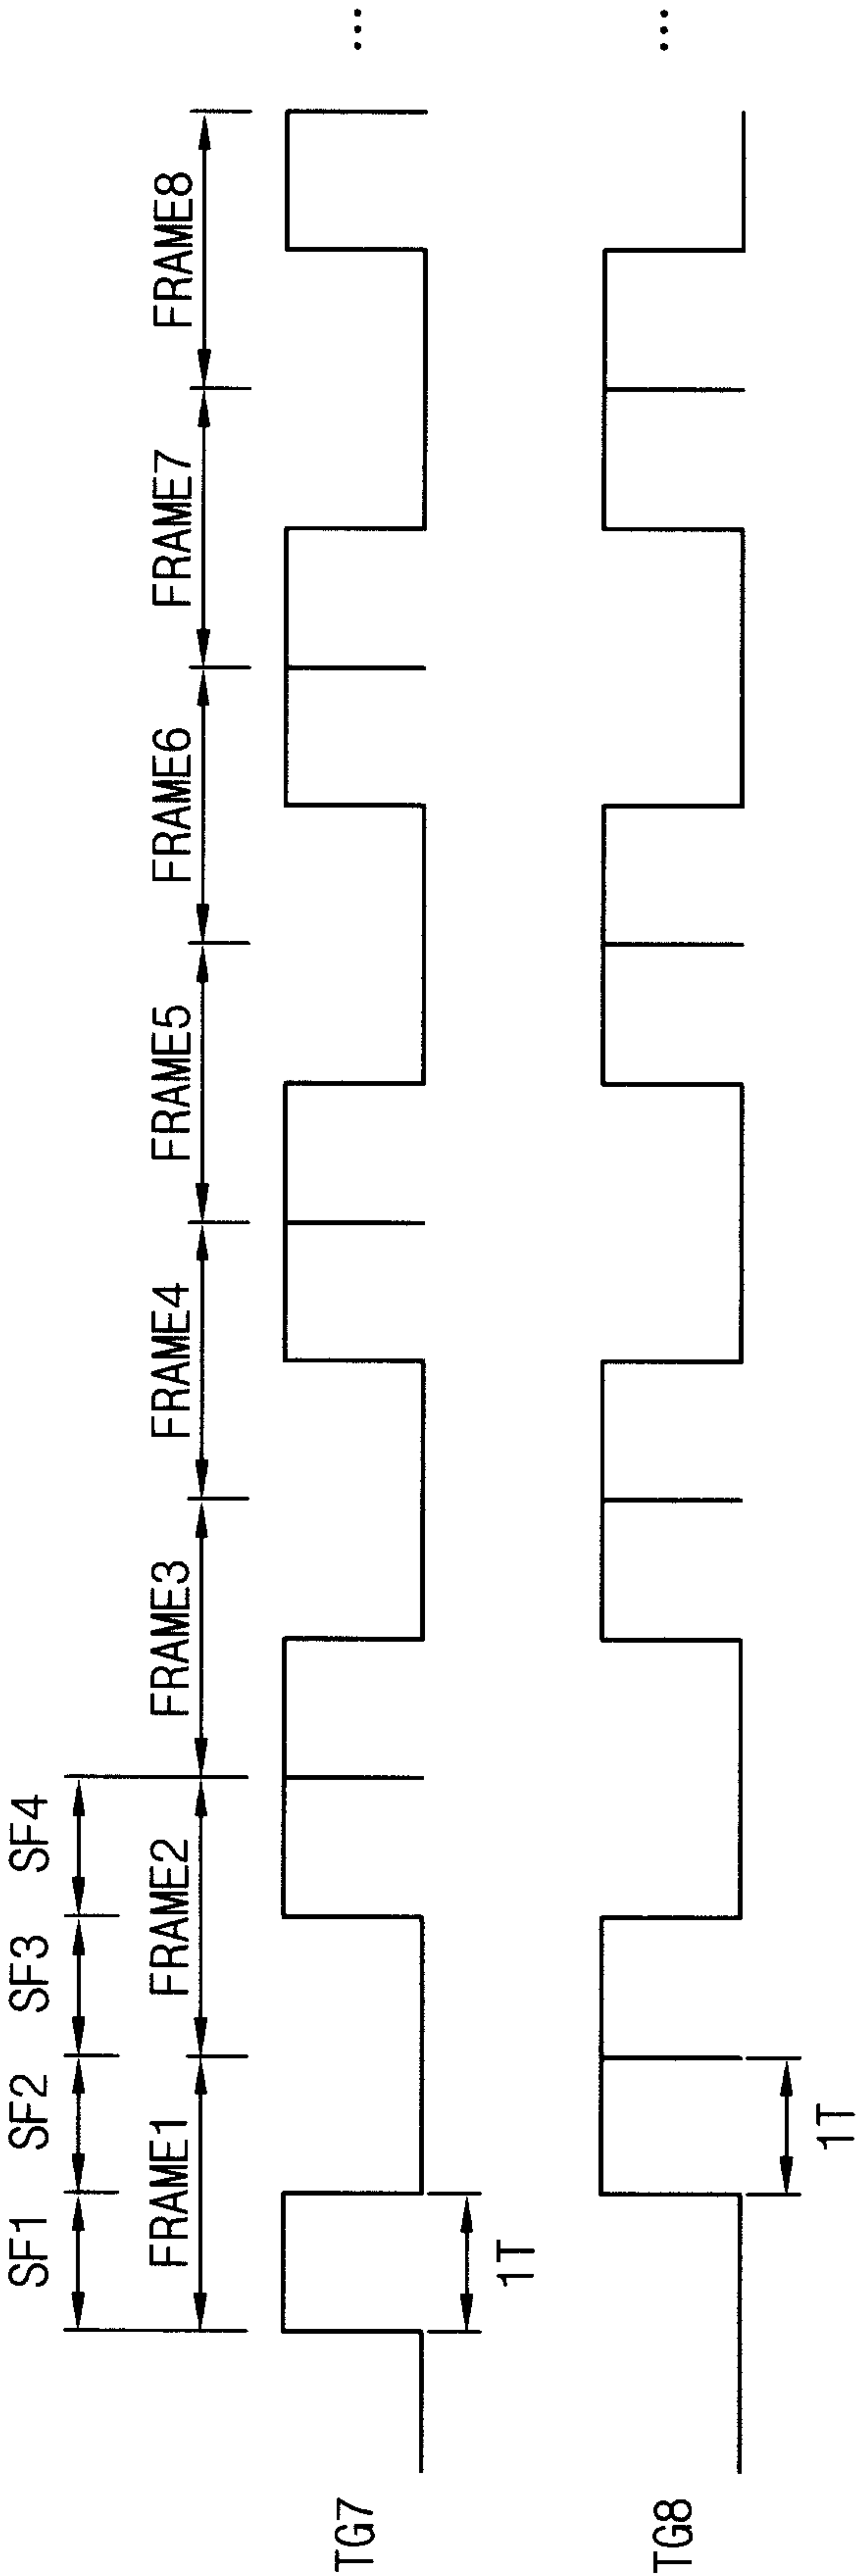 SF1 SF2 SF3 SF4
FRAME1 FRAME2 FRAME3 FRAME4 FRAME5 FRAME6 FRAME7 FRAME8
TG7 ...
1T
TG8 ...
1T